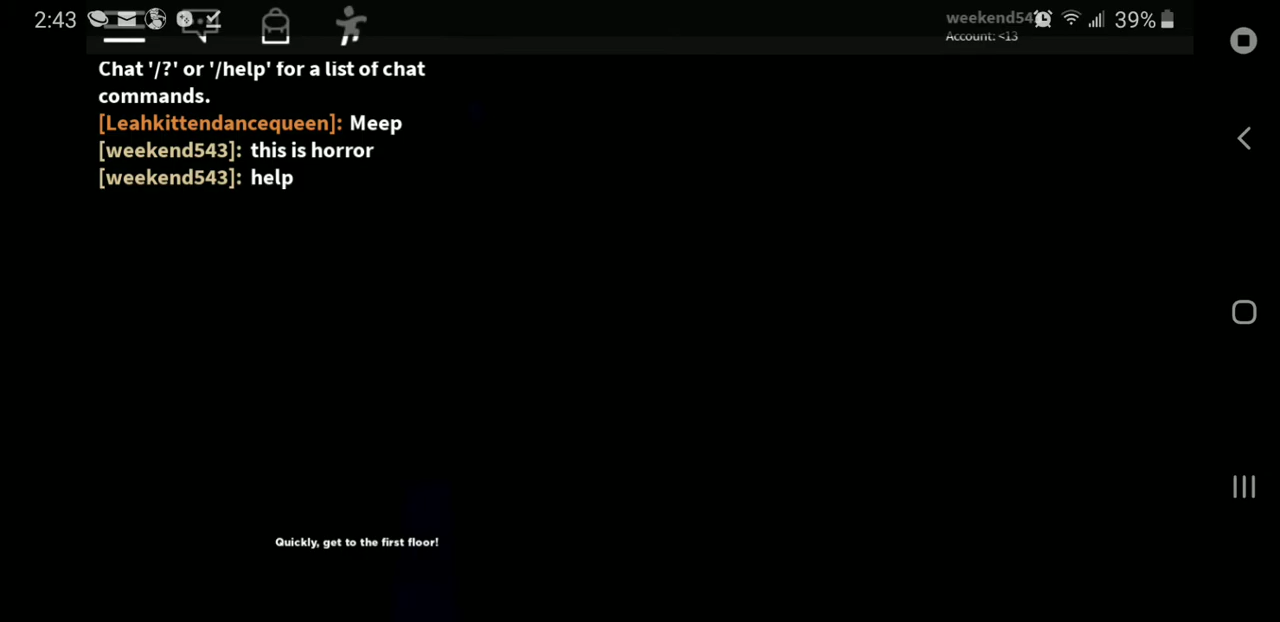 2:43
weekend54
39%
Account: <13
Chat '/?' or '/help' for a list of chat
commands.
[Leahkittendancequeen]: Meep
[weekend543]: this is horror
[weekend543]: help
Quickly, get to the first floor!